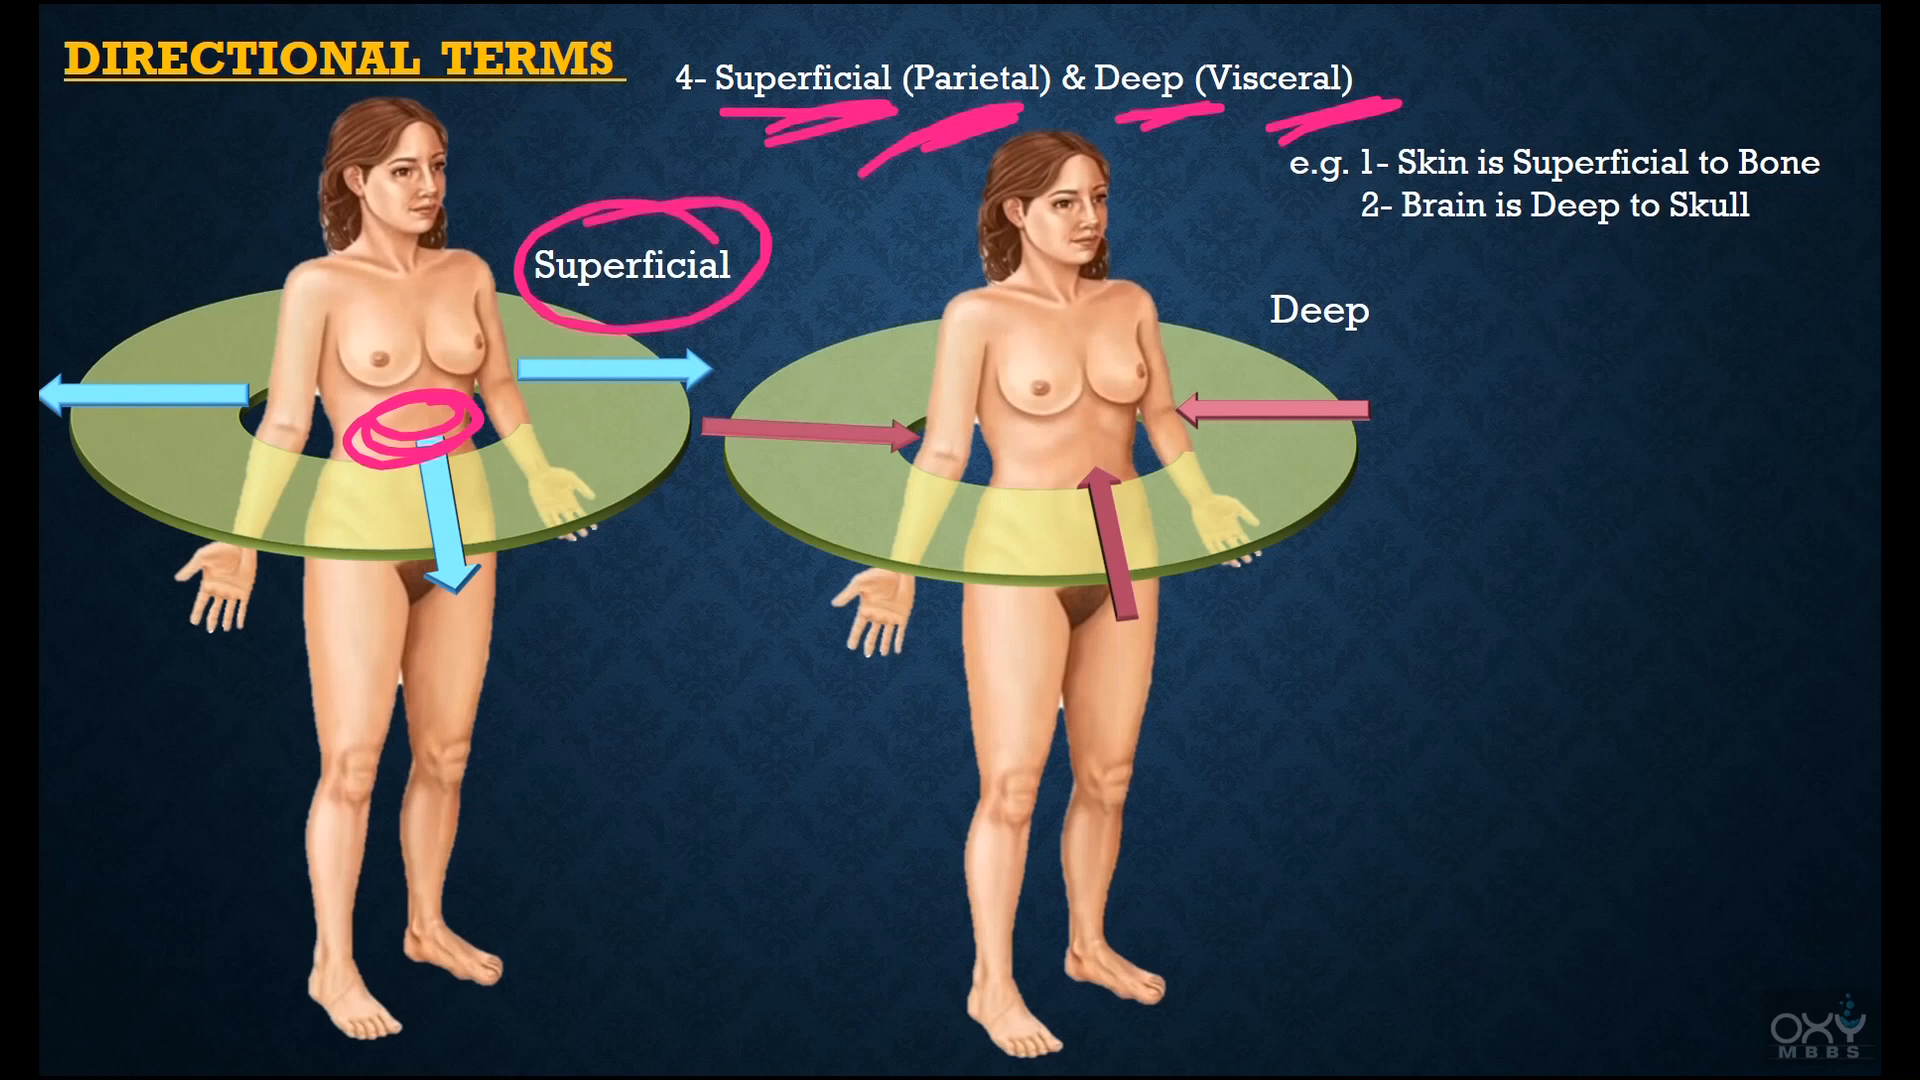 DIRECTIONAL TERMS
4- Superficial (Parietal) & Deep (Visceral)
e.g. 1- Skin is Superficial to Bone
2- Brain is Deep to Skull
Superficial
Deep
OXY
MBBS